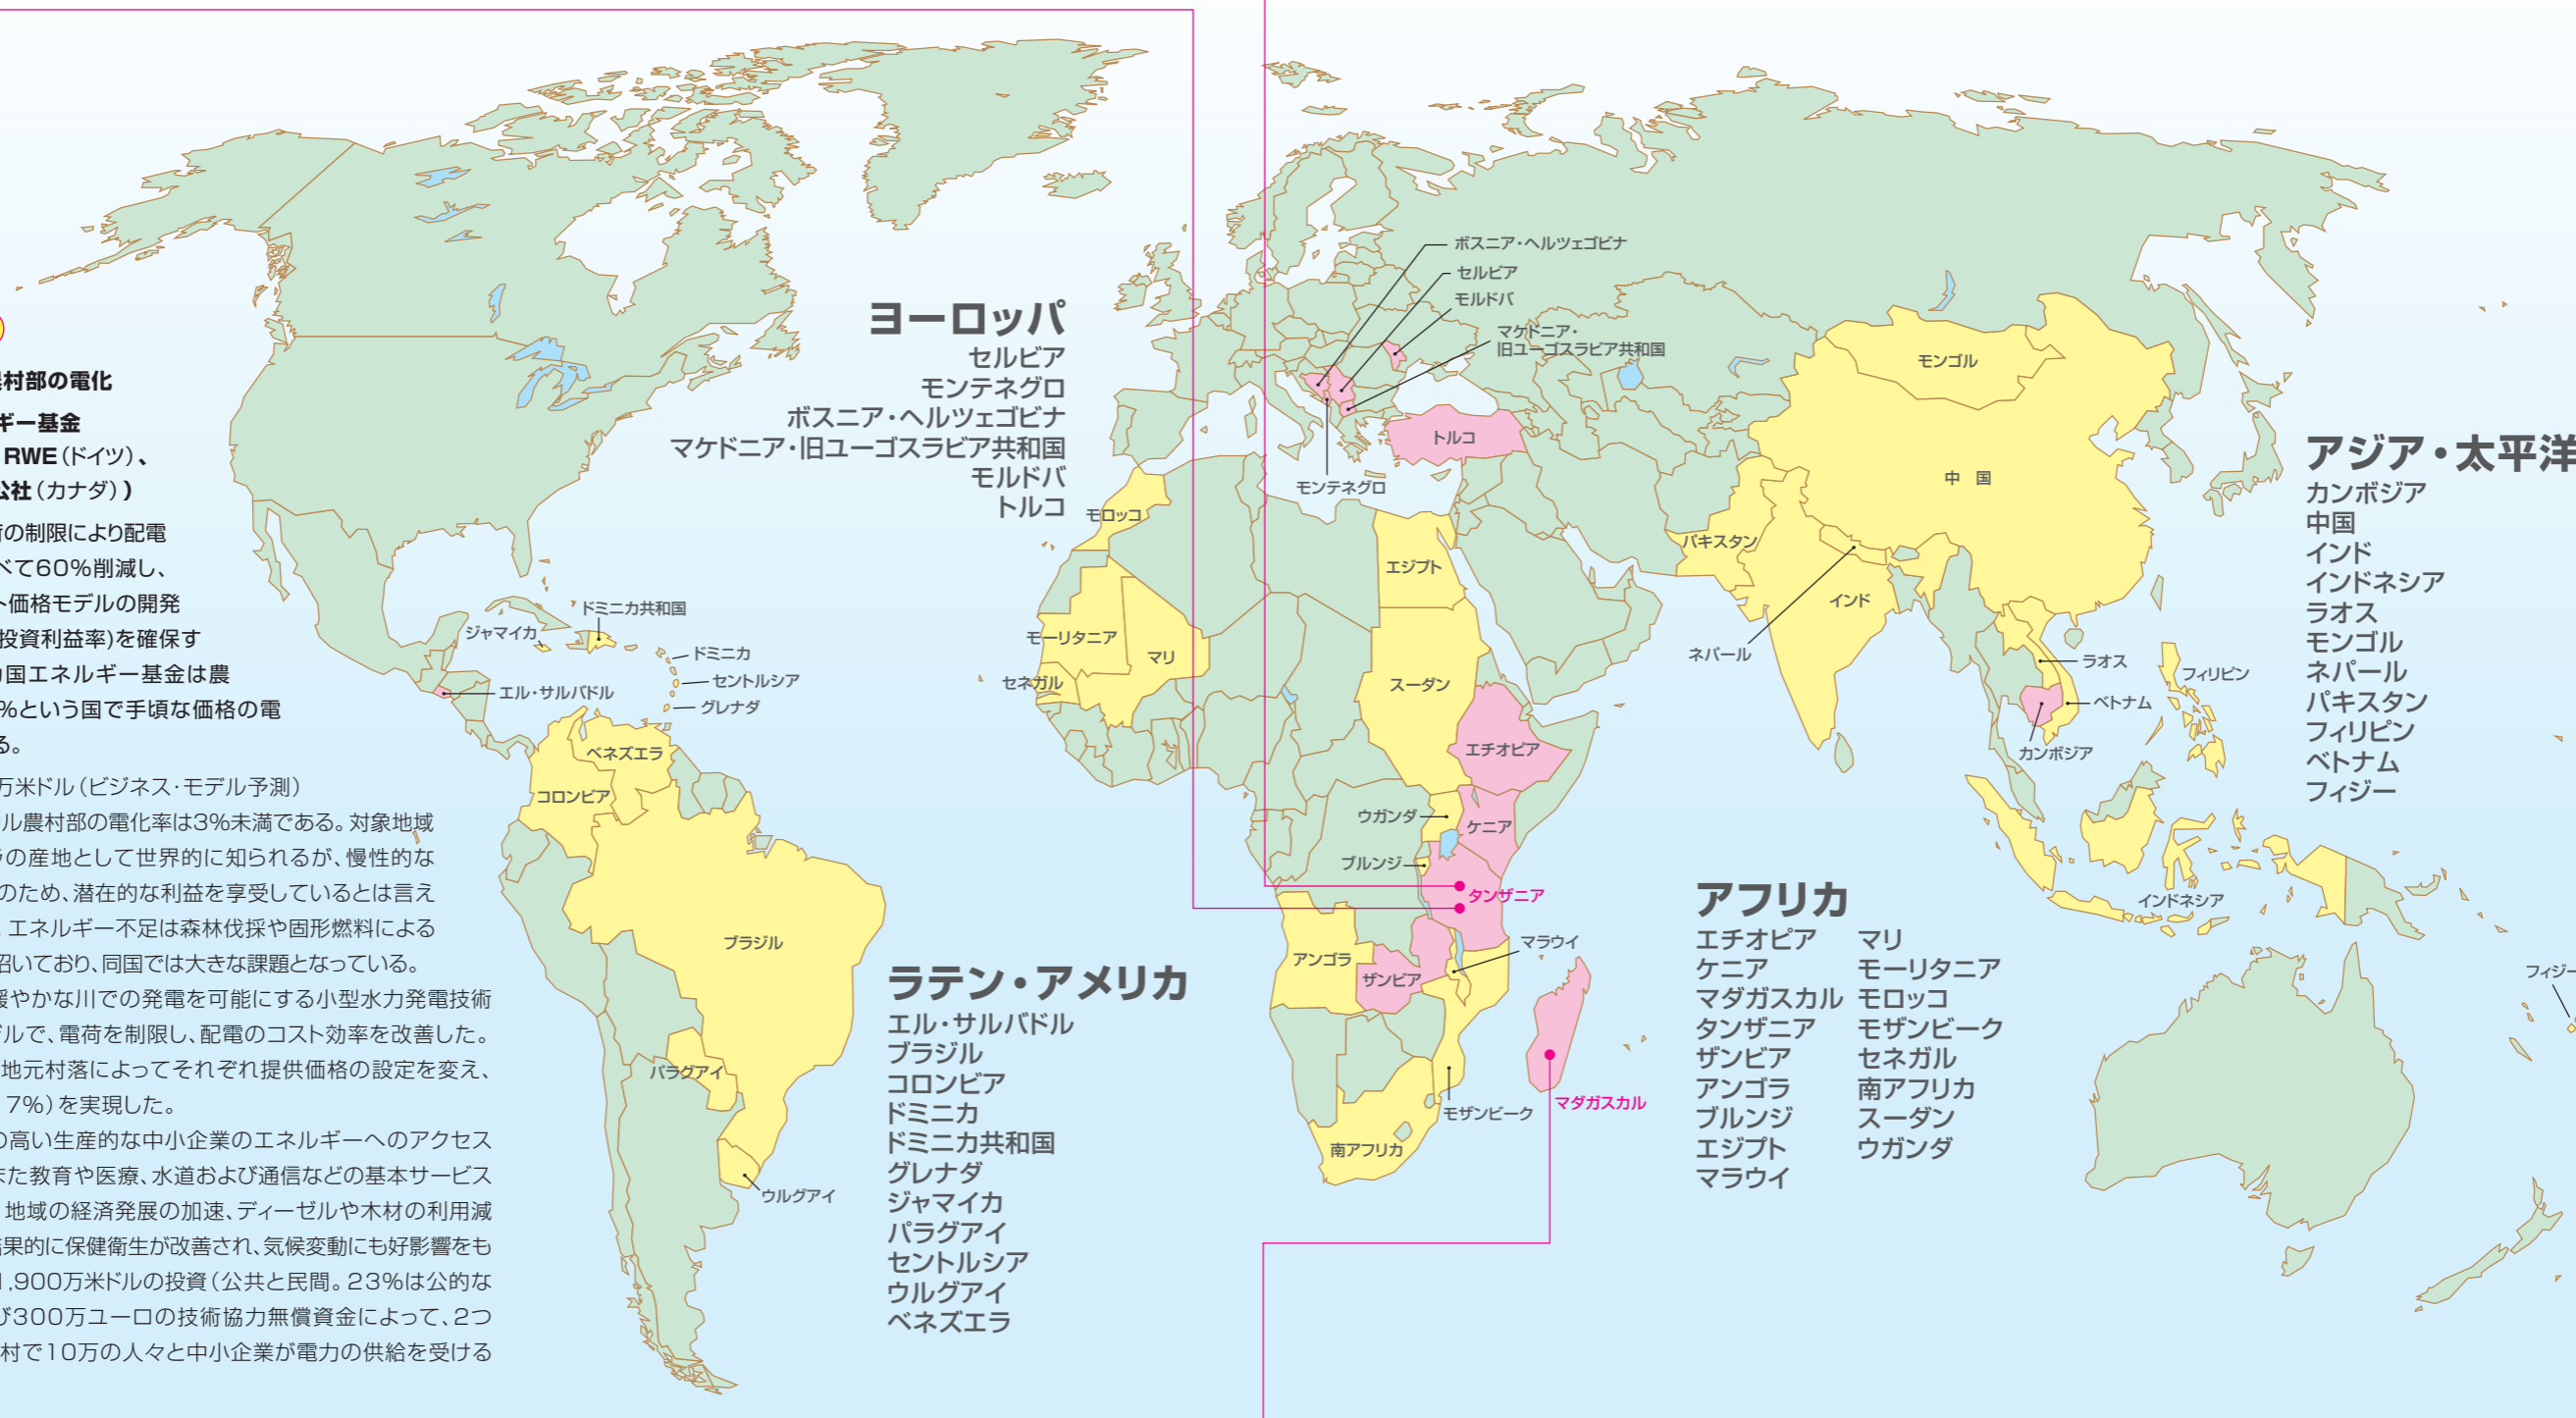 農村部の電化
ギー基金
RWE(ドイツ)、
公社(カナダ))
荷の制限により配電
べて60%削減し、
ト価格モデルの開発
投資利益率)を確保す
カ国エネルギー基金は農
%という国で手頃な価格の電
る。
万米ドル(ビジネス・モデル予測)
ル農村部の電化率は3%未満である。対象地域
ラの産地として世界的に知られるが、慢性的な
のため、潜在的な利益を享受しているとは言え
エネルギー不足は森林伐採や固形燃料による
招いており、同国では大きな課題となっている。
緩やかな川での発電を可能にする小型水力発電技術
デルで、電荷を制限し、配電のコスト効率を改善した。
地元村落によってそれぞれ提供価格の設定を変え、
7%)を実現した。
の高い生産的な中小企業のエネルギーへのアクセス
また教育や医療、水道および通信などの基本サービス
地域の経済発展の加速、ディーゼルや木材の利用減
結果的に保健衛生が改善され、気候変動にも好影響をも
1,900万米ドルの投資(公共と民間。23%は公的な
び300万ユーロの技術協力無償資金によって、2つ
村で10万の人々と中小企業が電力の供給を受ける
ヨーロッパ
セルビア
モンテネグロ
ボスニア・ヘルツェゴビナ
マケドニア・旧ユーゴスラビア共和国
モルドバ
トルコ
ボスニア・ヘルツェゴビナ
セルビア
モルドバ
マケドニア・
旧ユーゴスラビア共和国
トルコ
モンテネグロ
モロッコ
エジプト
モーリタニア
マリ
セネガル
スーダン
エチオピア
ウガンダ
ケニア
ブルンジ
タンザニア
アンゴラ
ザンビア
マラウイ
モザンビーク
マダガスカル
南アフリカ
ドミニカ共和国
ジャマイカ
ドミニカ
セントルシア
グレナダ
エル・サルバドル
ベネズエラ
コロンビア
ブラジル
パラグアイ
ウルグアイ
ラテン・アメリカ
エル・サルバドル
ブラジル
コロンビア
ドミニカ
ドミニカ共和国
グレナダ
ジャマイカ
パラグアイ
セントルシア
ウルグアイ
ベネズエラ
モンゴル
中 国
パキスタン
インド
ネパール
ラオス
フィリピン
ベトナム
カンボジア
インドネシア
フィジー
アジア・太平洋
カンボジア
中国
インド
インドネシア
ラオス
モンゴル
ネパール
パキスタン
フィリピン
ベトナム
フィジー
アフリカ
エチオピア マリ
ケニア モーリタニア
マダガスカル モロッコ
タンザニア モザンビーク
ザンビア セネガル
アンゴラ 南アフリカ
ブルンジ スーダン
エジプト ウガンダ
マラウイ